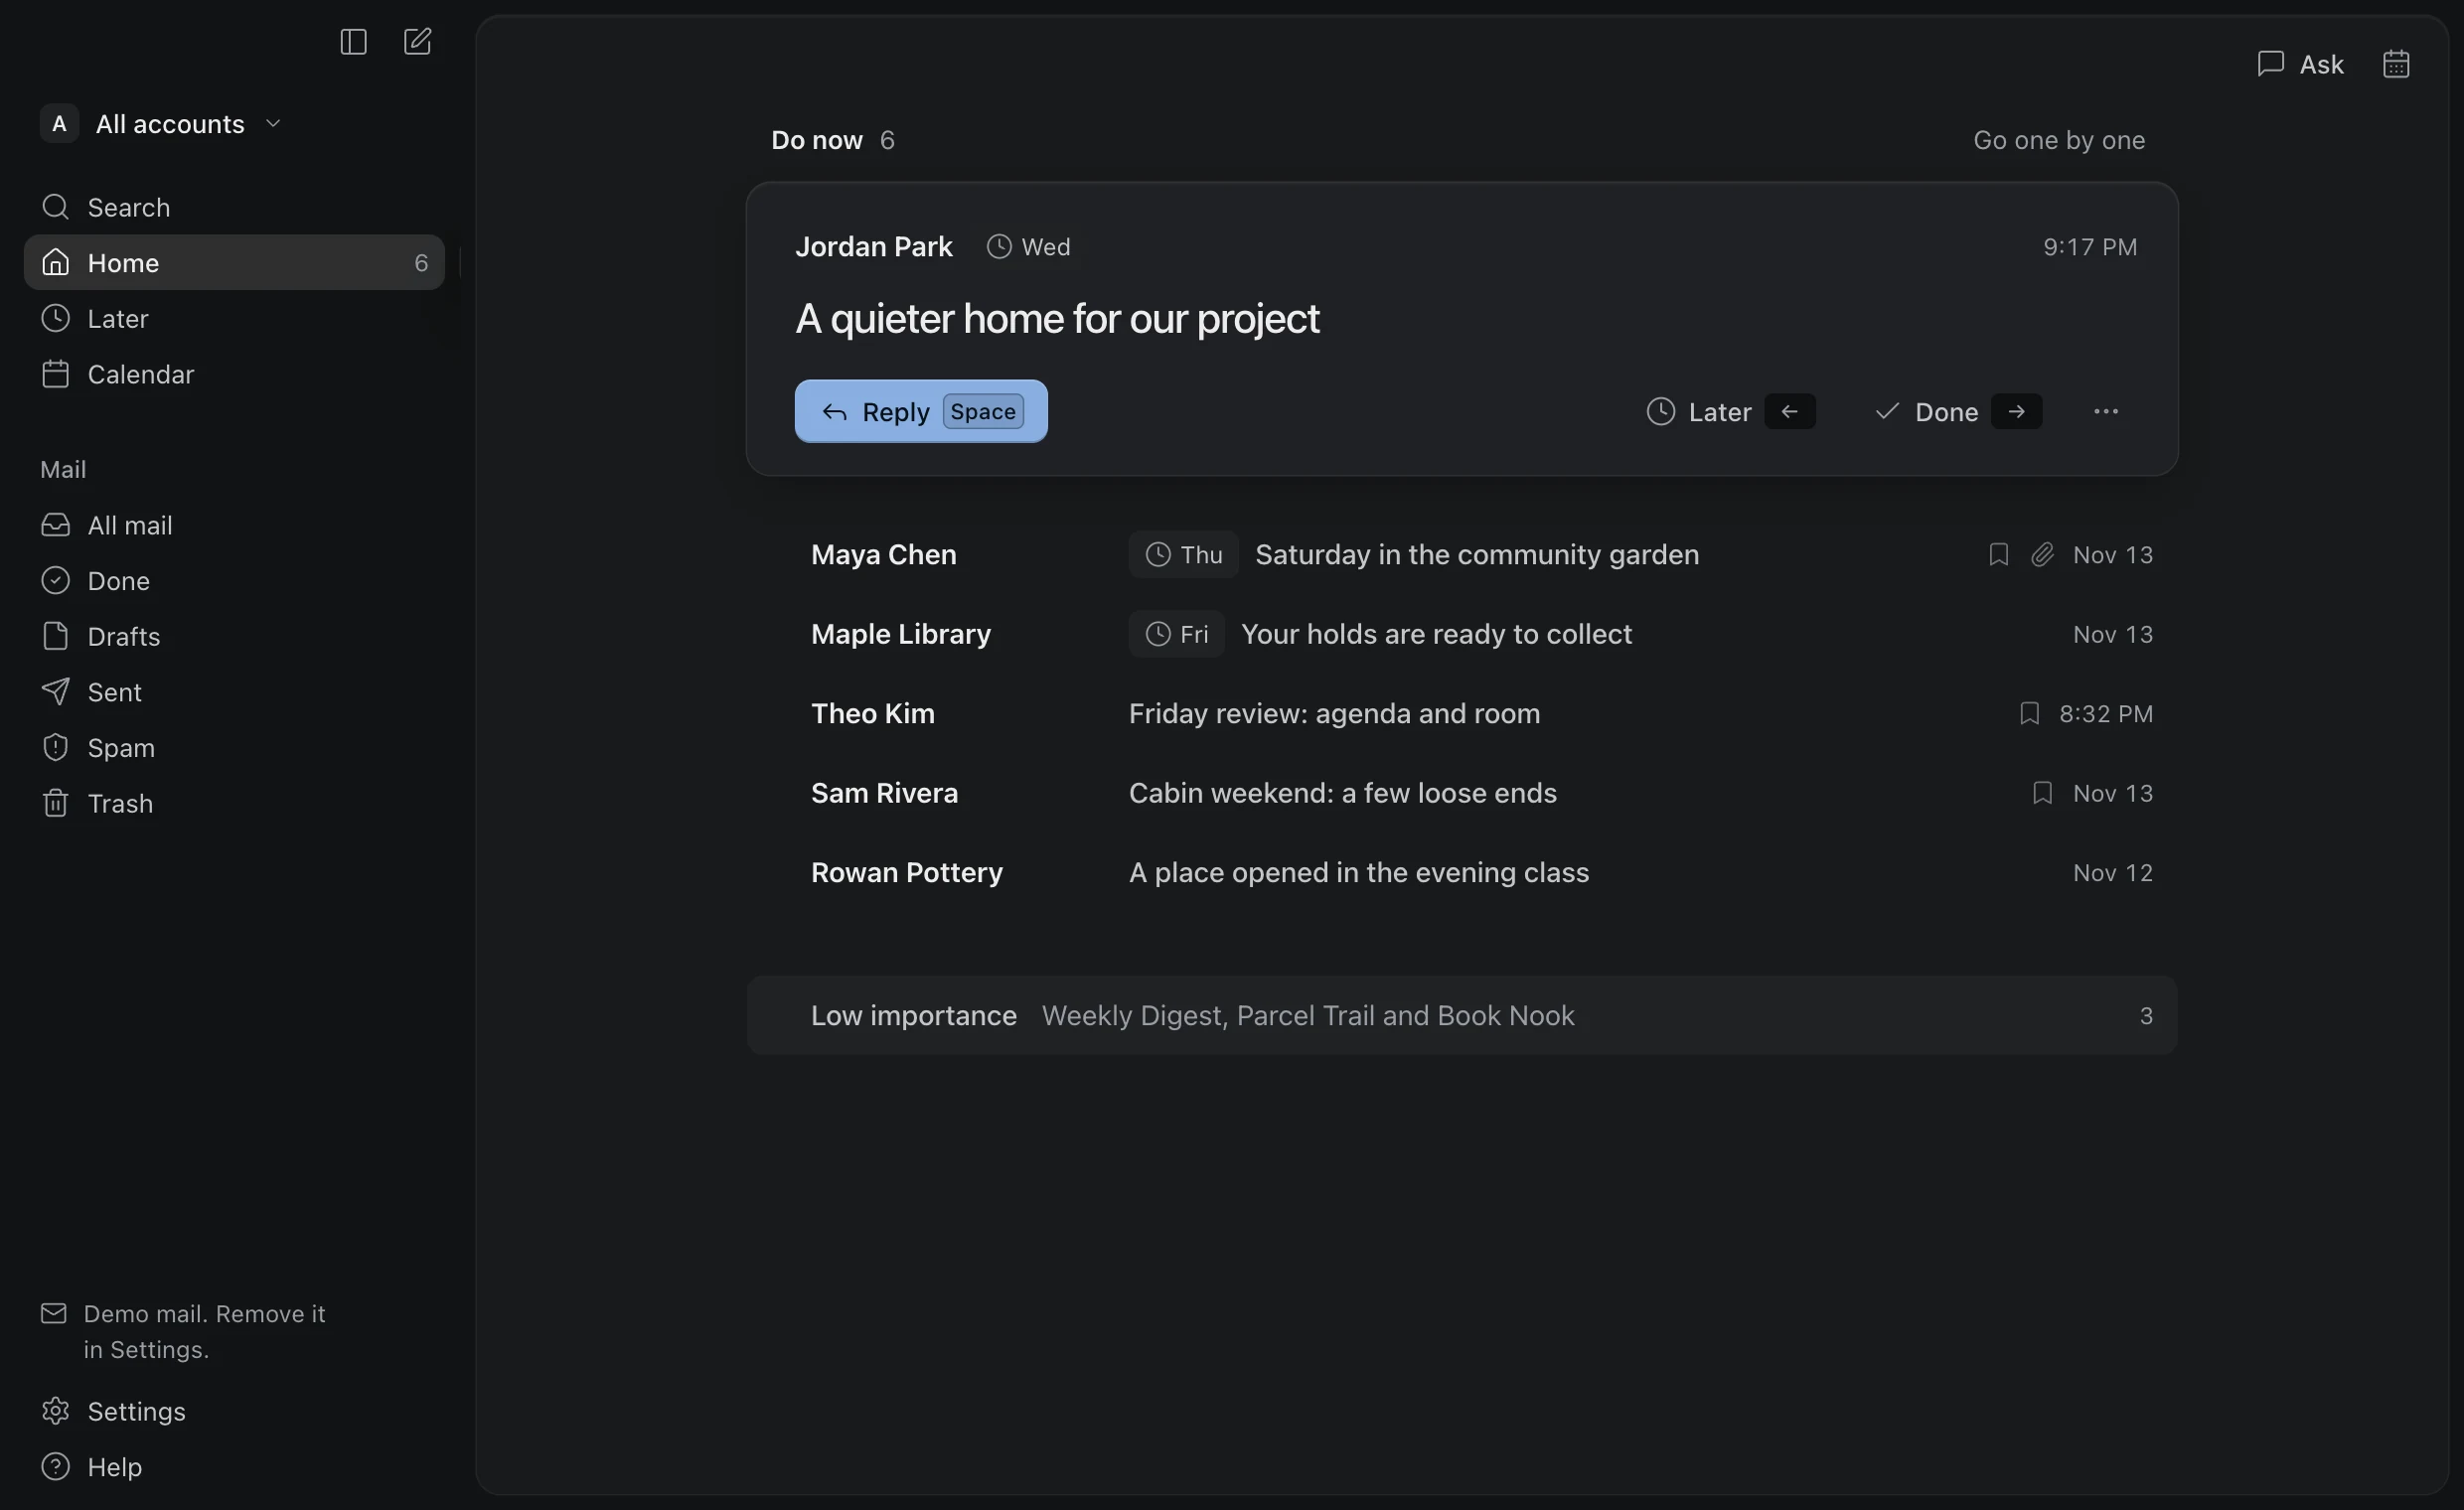 A All accounts
Search
Home 6
Later
Calendar
Mail
All mail
Done
Drafts
Sent
Spam
Trash
Demo mail. Remove it
in Settings.
Settings
Help
Ask
Do now 6 Go one by one
Jordan Park Wed 9:17 PM
A quieter home for our project
Reply Space Later ← Done → ···
Maya Chen Thu Saturday in the community garden Nov 13
Maple Library Fri Your holds are ready to collect Nov 13
Theo Kim Friday review: agenda and room 8:32 PM
Sam Rivera Cabin weekend: a few loose ends Nov 13
Rowan Pottery A place opened in the evening class Nov 12
Low importance Weekly Digest, Parcel Trail and Book Nook 3